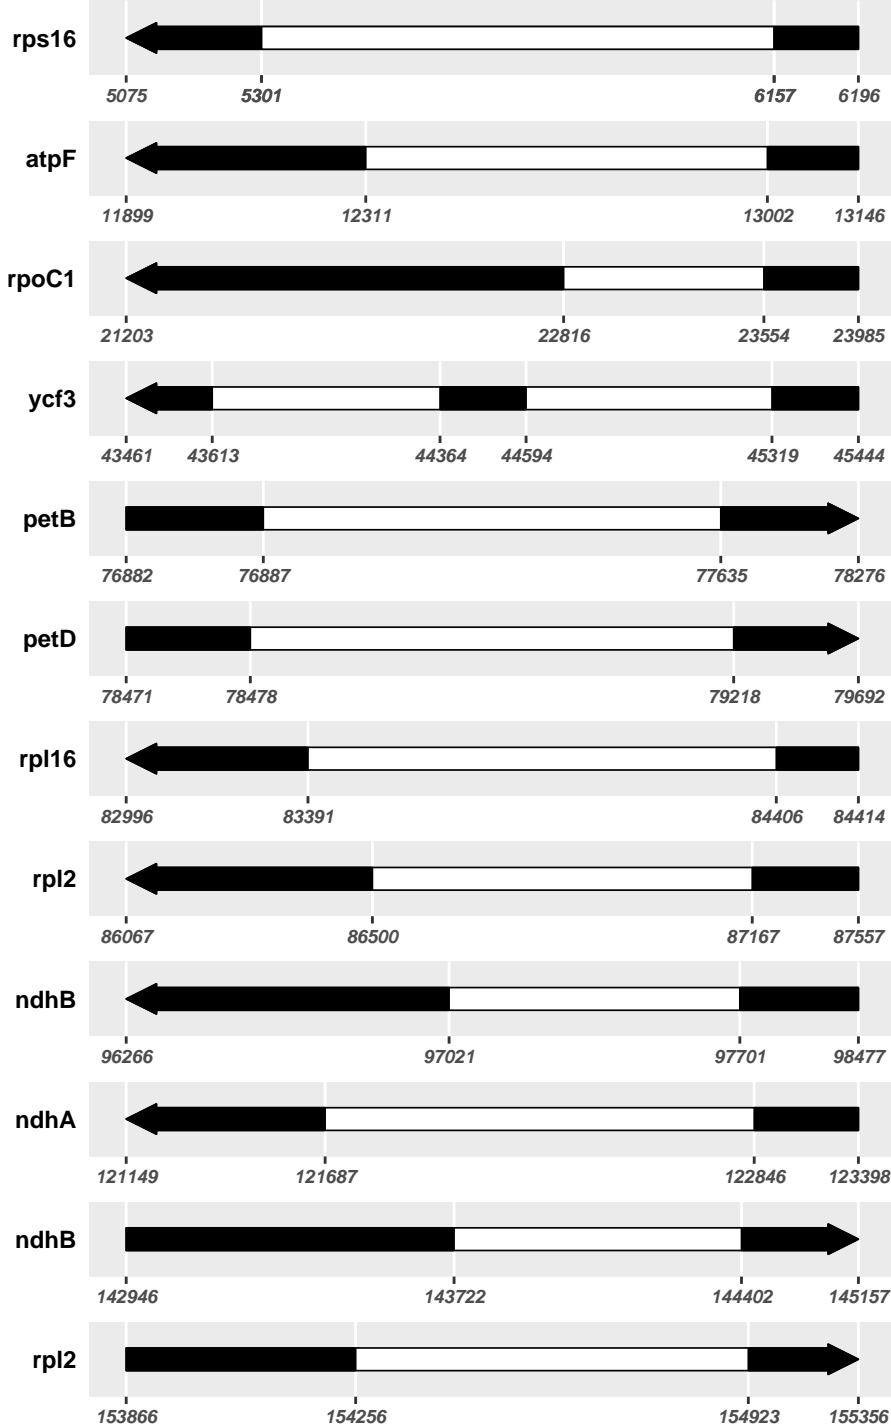 rps16
5075 5301 6157 6196
atpF
11899 12311 13002 13146
rpoC1
21203 22816 23554 23985
ycf3
43461 43613 44364 44594 45319 45444
petB
76882 76887 77635 78276
petD
78471 78478 79218 79692
rpl16
82996 83391 84406 84414
rpl2
86067 86500 87167 87557
ndhB
96266 97021 97701 98477
ndhA
121149 121687 122846 123398
ndhB
142946 143722 144402 145157
rpl2
153866 154256 154923 155356